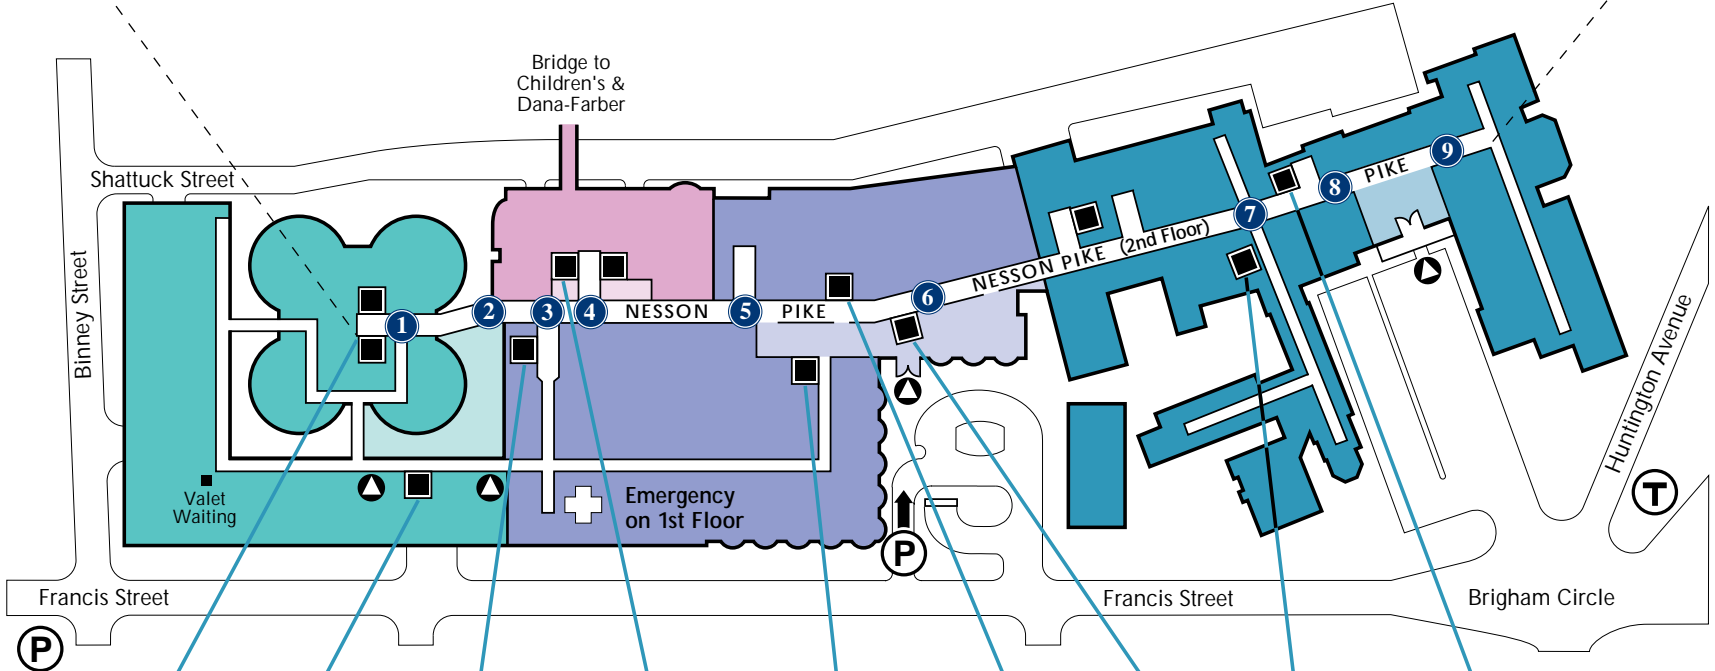 Bridge to
Children's &
Dana-Farber
Shattuck Street
Binney Street
1
2
3
4
NESSON
5
PIKE
6
NESSON PIKE (2nd Floor)
7
8
PIKE
9
Valet
Waiting
Emergency
on 1st Floor
P
Huntington Avenue
T
Francis Street
Francis Street
Brigham Circle
P